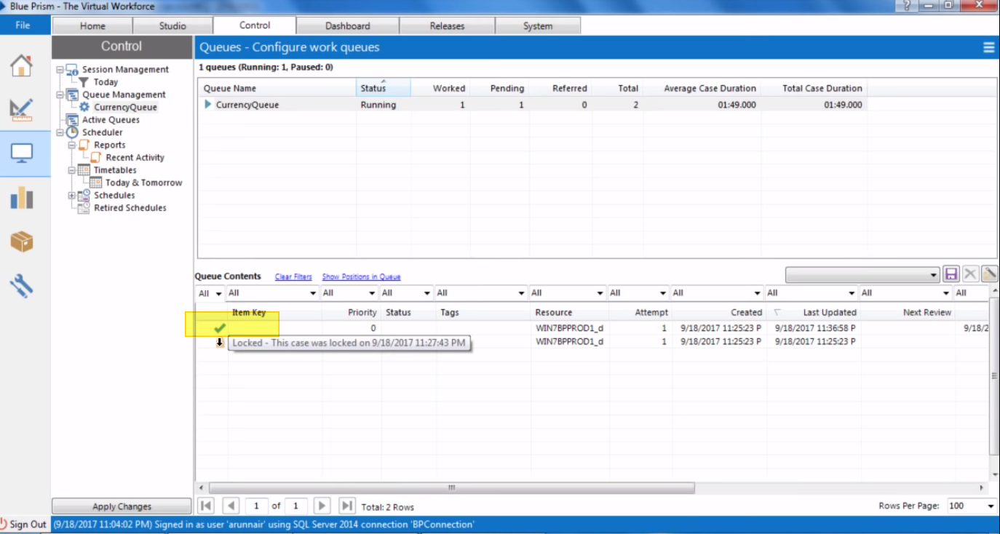 Blue Prism - The Virtual Workforce
File Home Studio Control Dashboard Releases System
Control
Queues - Configure work queues
Session Management
Today
Queue Management
CurrencyQueue
Active Queues
Scheduler
Reports
Recent Activity
Timetables
Today & Tomorrow
Schedules
Retired Schedules
1 queues (Running: 1, Paused: 0)
Queue Name Status Worked Pending Referred Total Average Case Duration Total Case Duration
CurrencyQueue Running 1 1 0 2 01:49.000 01:49.000
Queue Contents Clear Filters Show Positions in Queue
All All All All All All All All All All All
Item Key Priority Status Tags Resource Attempt Created Last Updated Next Review
0 WIN7BPPROD1_d 1 9/18/2017 11:25:23 P 9/18/2017 11:36:58 P 9/18/2
Locked - This case was locked on 9/18/2017 11:27:43 PM WIN7BPPROD1_d 1 9/18/2017 11:25:23 P 9/18/2017 11:25:23 P
Apply Changes
1 of 1 Total: 2 Rows Rows Per Page: 100
Sign Out (9/18/2017 11:04:02 PM) Signed in as user 'arunnair' using SQL Server 2014 connection 'BPConnection'